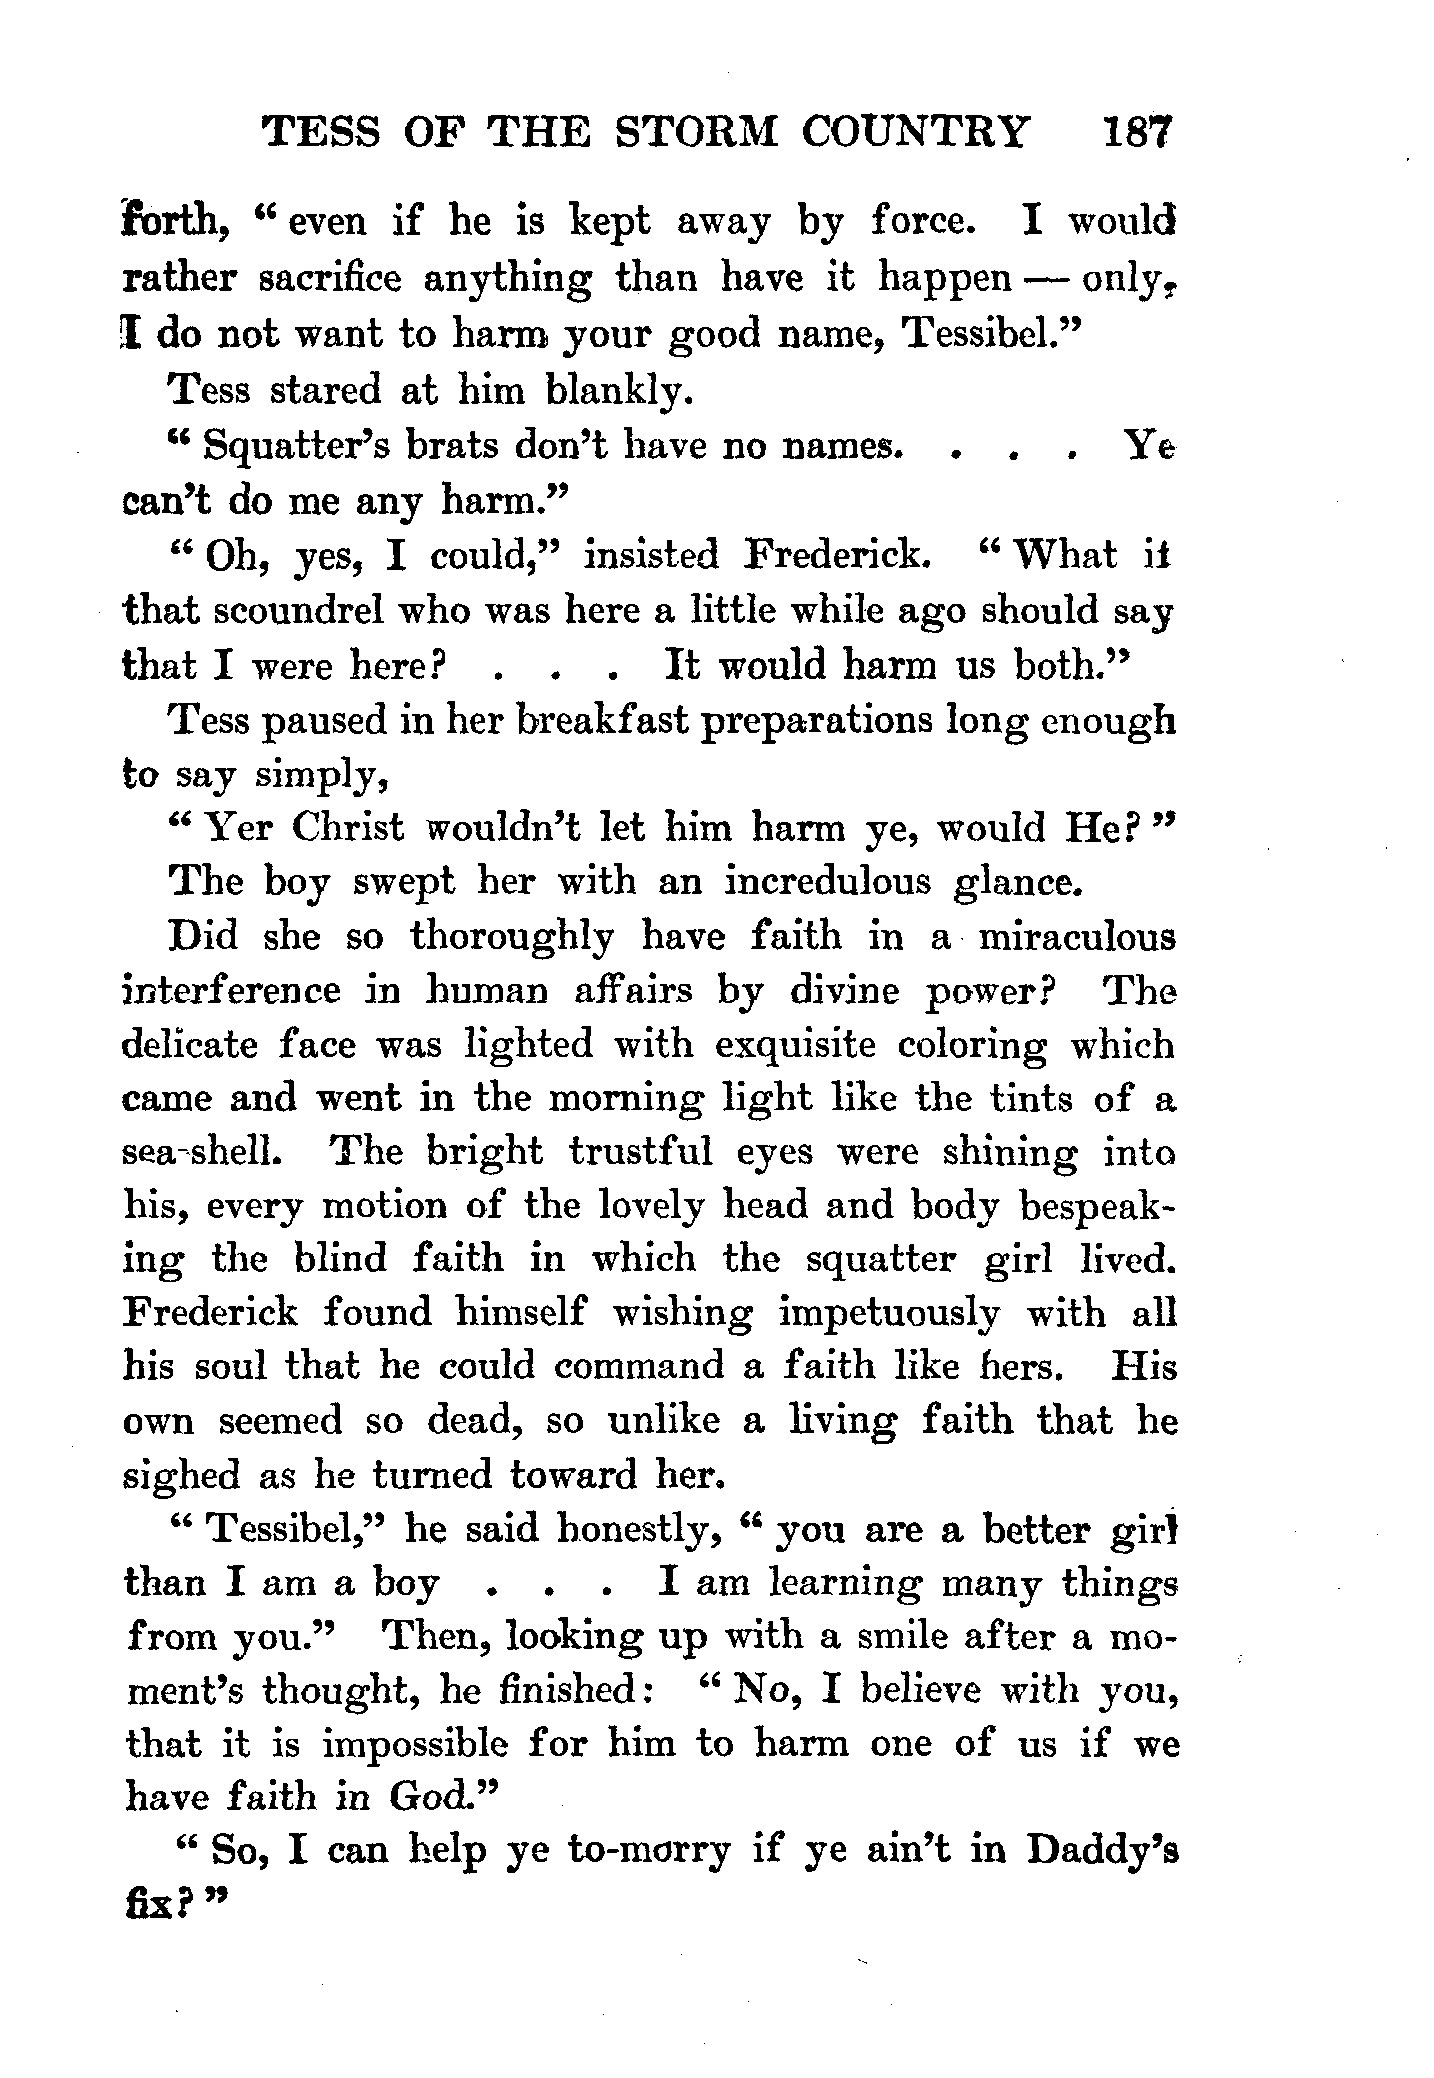 TESS OF THE STORM COUNTRY 187
forth, “ even if he is kept away by force. I would
rather sacrifice anything than have it happen — only,
I do not want to harm your good name, Tessibel.”
Tess stared at him blankly.
“ Squatter’s brats don’t have no names. . . . Ye
can’t do me any harm.”
“ Oh, yes, I could,” insisted Frederick. “ What if
that scoundrel who was here a little while ago should say
that I were here? . . . It would harm us both.”
Tess paused in her breakfast preparations long enough
to say simply,
“ Yer Christ wouldn’t let him harm ye, would He? ”
The boy swept her with an incredulous glance.
Did she so thoroughly have faith in a miraculous
interference in human affairs by divine power? The
delicate face was lighted with exquisite coloring which
came and went in the morning light like the tints of a
sea-shell. The bright trustful eyes were shining into
his, every motion of the lovely head and body bespeak-
ing the blind faith in which the squatter girl lived.
Frederick found himself wishing impetuously with all
his soul that he could command a faith like hers. His
own seemed so dead, so unlike a living faith that he
sighed as he turned toward her.
“ Tessibel,” he said honestly, “ you are a better girl
than I am a boy . . . I am learning many things
from you.” Then, looking up with a smile after a mo-
ment’s thought, he finished: “ No, I believe with you,
that it is impossible for him to harm one of us if we
have faith in God.”
“ So, I can help ye to-morry if ye ain’t in Daddy’s
fix? ”